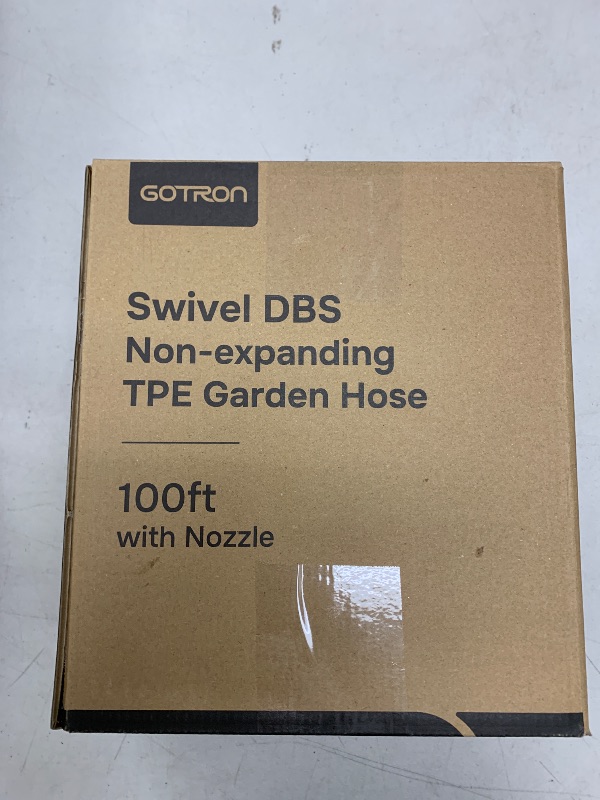 GOTRON
Swivel DBS
Non-expanding
TPE Garden Hose
100ft
with Nozzle